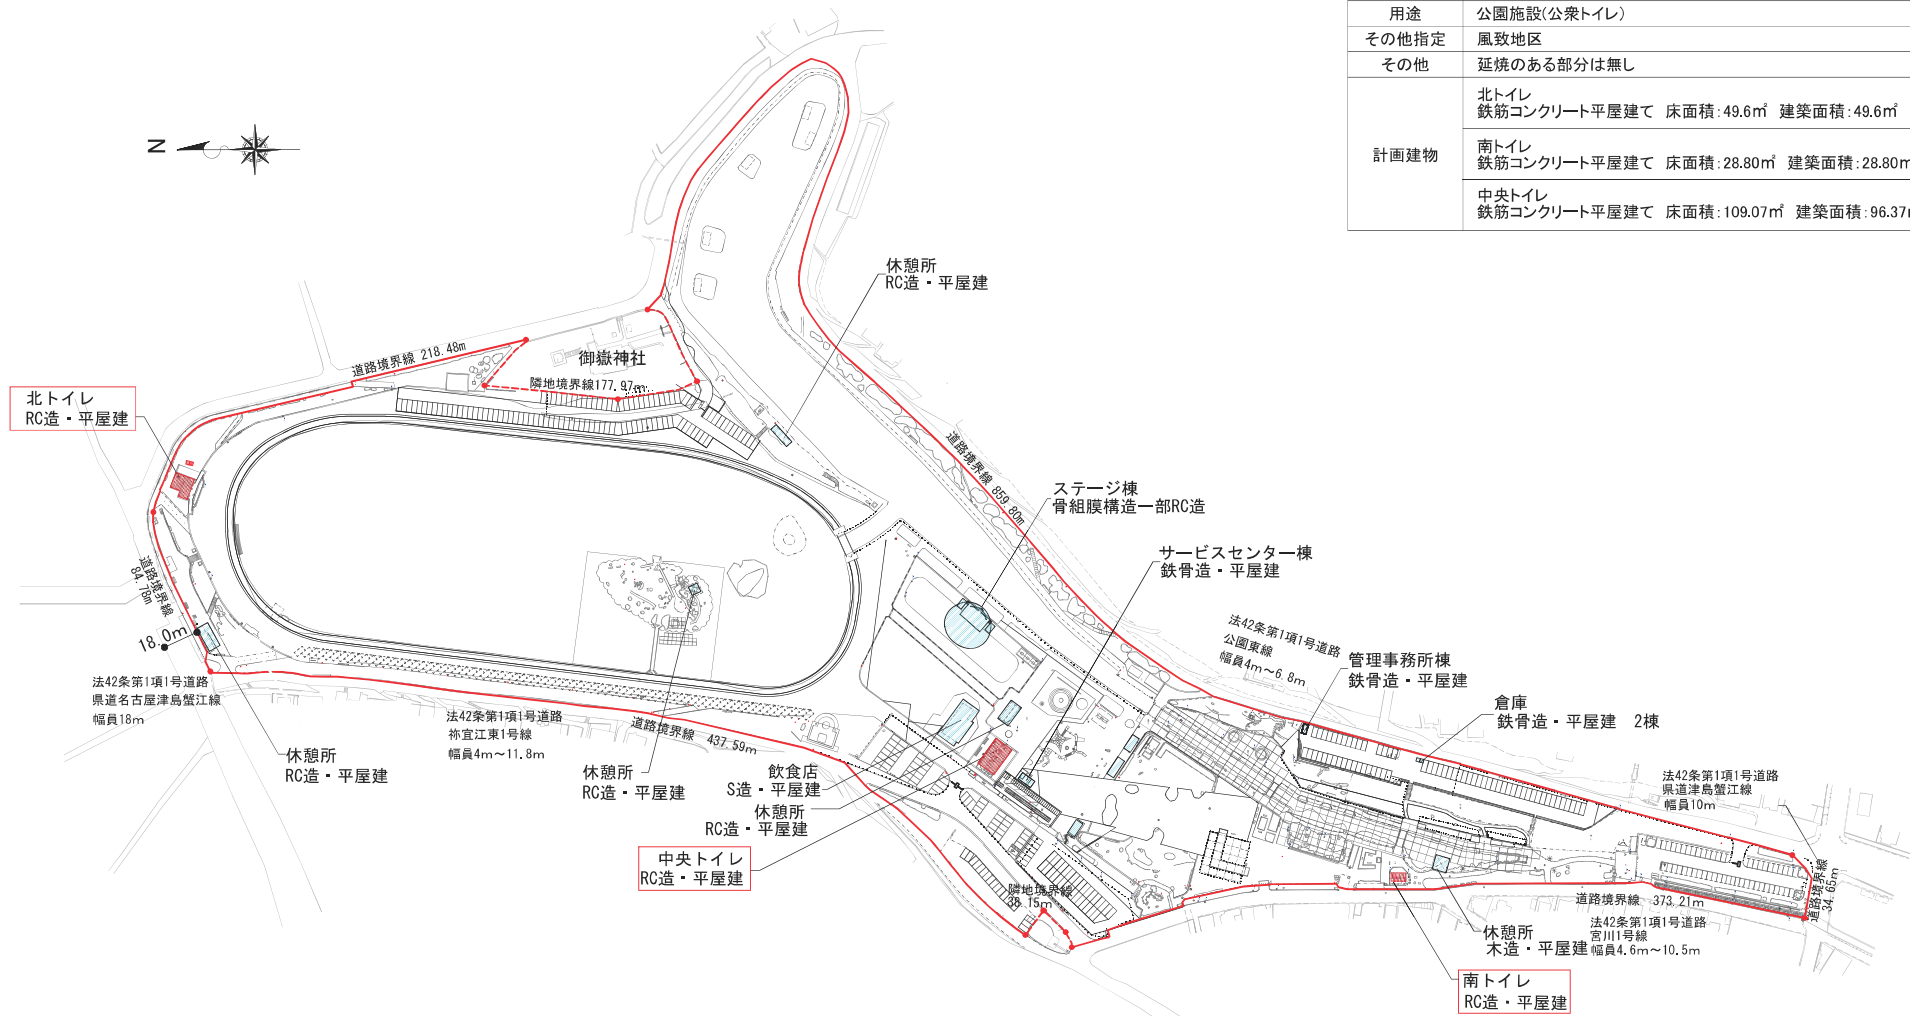 用途 公園施設(公衆トイレ)
その他指定 風致地区
その他 延焼のある部分は無し
計画建物
北トイレ
鉄筋コンクリート平屋建て 床面積:49.6㎡ 建築面積:49.6㎡
南トイレ
鉄筋コンクリート平屋建て 床面積:28.80㎡ 建築面積:28.80m
中央トイレ
鉄筋コンクリート平屋建て 床面積:109.07㎡ 建築面積:96.37
N
休憩所
RC造・平屋建
道路境界線 218.48m
御嶽神社
隣地境界線177.97m
北トイレ
RC造・平屋建
道路境界線 859.80m
ステージ棟
骨組膜構造一部RC造
サービスセンター棟
鉄骨造・平屋建
道路境界線
84.78m
18.0m
法42条第1項1号道路
公園東線
幅員4m～6.8m
管理事務所棟
鉄骨造・平屋建
倉庫
鉄骨造・平屋建 2棟
法42条第1項1号道路
県道名古屋津島蟹江線
幅員18m
法42条第1項1号道路
祢宜江東1号線
幅員4m～11.8m
道路境界線 437.59m
休憩所
RC造・平屋建
休憩所
RC造・平屋建
飲食店
S造・平屋建
休憩所
RC造・平屋建
中央トイレ
RC造・平屋建
法42条第1項1号道路
県道津島蟹江線
幅員10m
隣地境界線
38.15m
道路境界線
34.65m
道路境界線 373.21m
法42条第1項1号道路
宮川1号線
幅員4.6m～10.5m
休憩所
木造・平屋建
南トイレ
RC造・平屋建